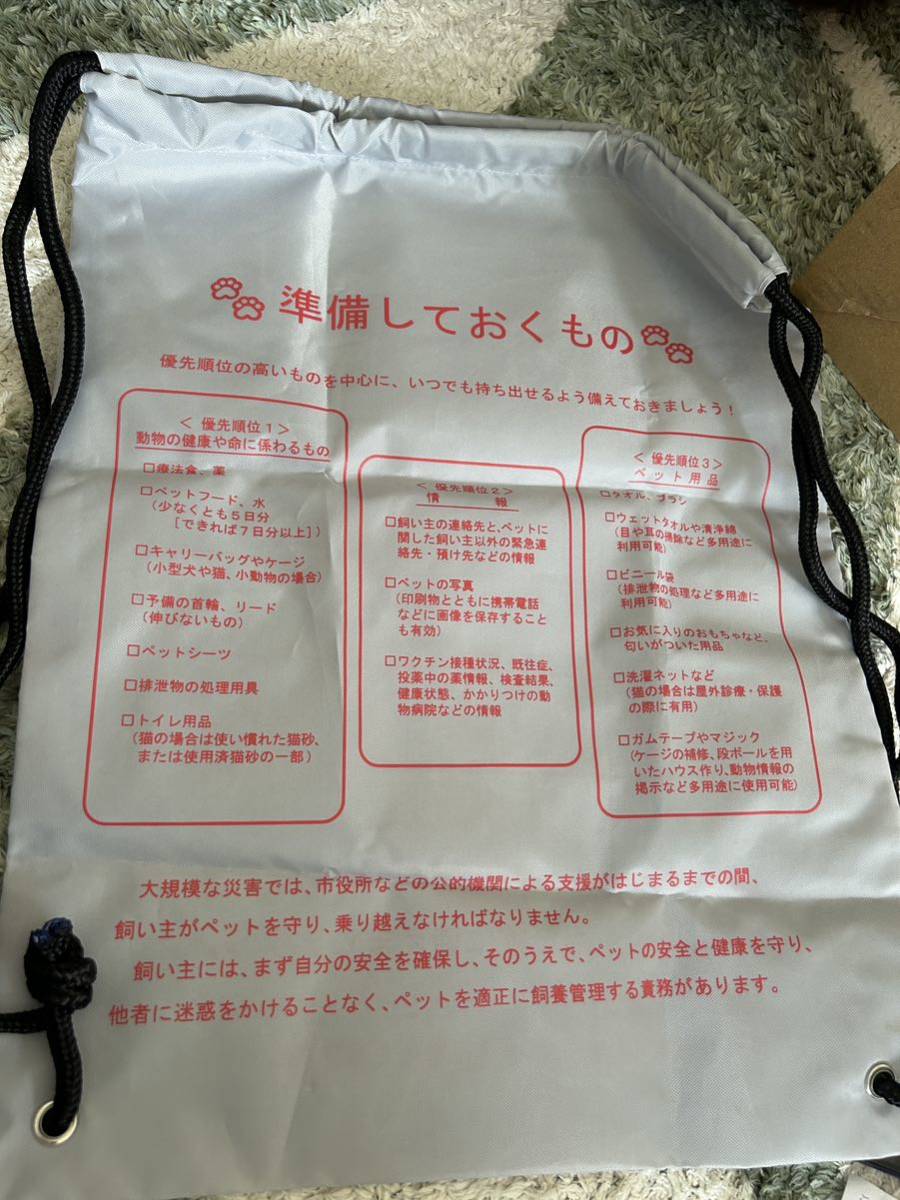 準備しておくもの
優先順位の高いものを中心に、いつでも持ち出せるよう備えておきましょう！
＜優先順位１＞
動物の健康や命に係わるもの
□療法食、薬
□ペットフード、水
（少なくとも５日分
［できれば７日分以上］）
□キャリーバッグやケージ
（小型犬や猫、小動物の場合）
□予備の首輪、リード
（伸びないもの）
□ペットシーツ
□排泄物の処理用具
□トイレ用品
（猫の場合は使い慣れた猫砂、
または使用済猫砂の一部）
＜優先順位２＞
情報
□飼い主の連絡先と、ペットに
関した飼い主以外の緊急連
絡先・預け先などの情報
□ペットの写真
（印刷物とともに携帯電話
などに画像を保存すること
も有効）
□ワクチン接種状況、既往症、
投薬中の薬情報、検査結果、
健康状態、かかりつけの動
物病院などの情報
＜優先順位３＞
ペット用品
□タオル、ブラシ
□ウェットタオルや清浄綿
（目や耳の掃除など多用途に
利用可能）
□ビニール袋
（排泄物の処理など多用途に
利用可能）
□お気に入りのおもちゃなど、
匂いがついた用品
□洗濯ネットなど
（猫の場合は屋外診療・保護
の際に有用）
□ガムテープやマジック
（ケージの補修、段ボールを用
いたハウス作り、動物情報の
掲示など多用途に使用可能）
大規模な災害では、市役所などの公的機関による支援がはじまるまでの間、
飼い主がペットを守り、乗り越えなければなりません。
飼い主には、まず自分の安全を確保し、そのうえで、ペットの安全と健康を守り、
他者に迷惑をかけることなく、ペットを適正に飼養管理する責務があります。